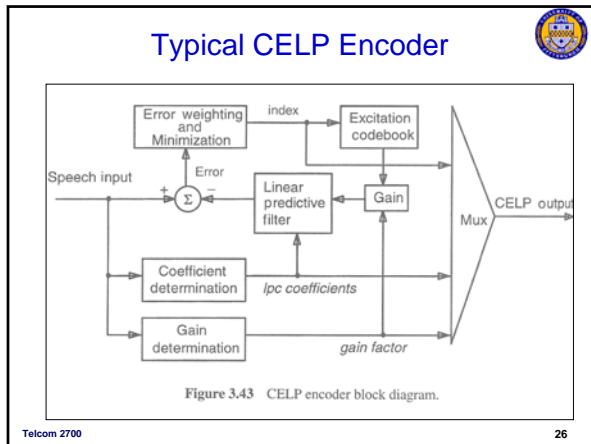 Typical CELP Encoder
Error weighting
and
Minimization
index
Excitation
codebook
Error
Speech input
+
Σ
−
Linear
predictive
filter
Gain
Mux
CELP output
Coefficient
determination
lpc coefficients
Gain
determination
gain factor
Figure 3.43 CELP encoder block diagram.
Telcom 2700
26